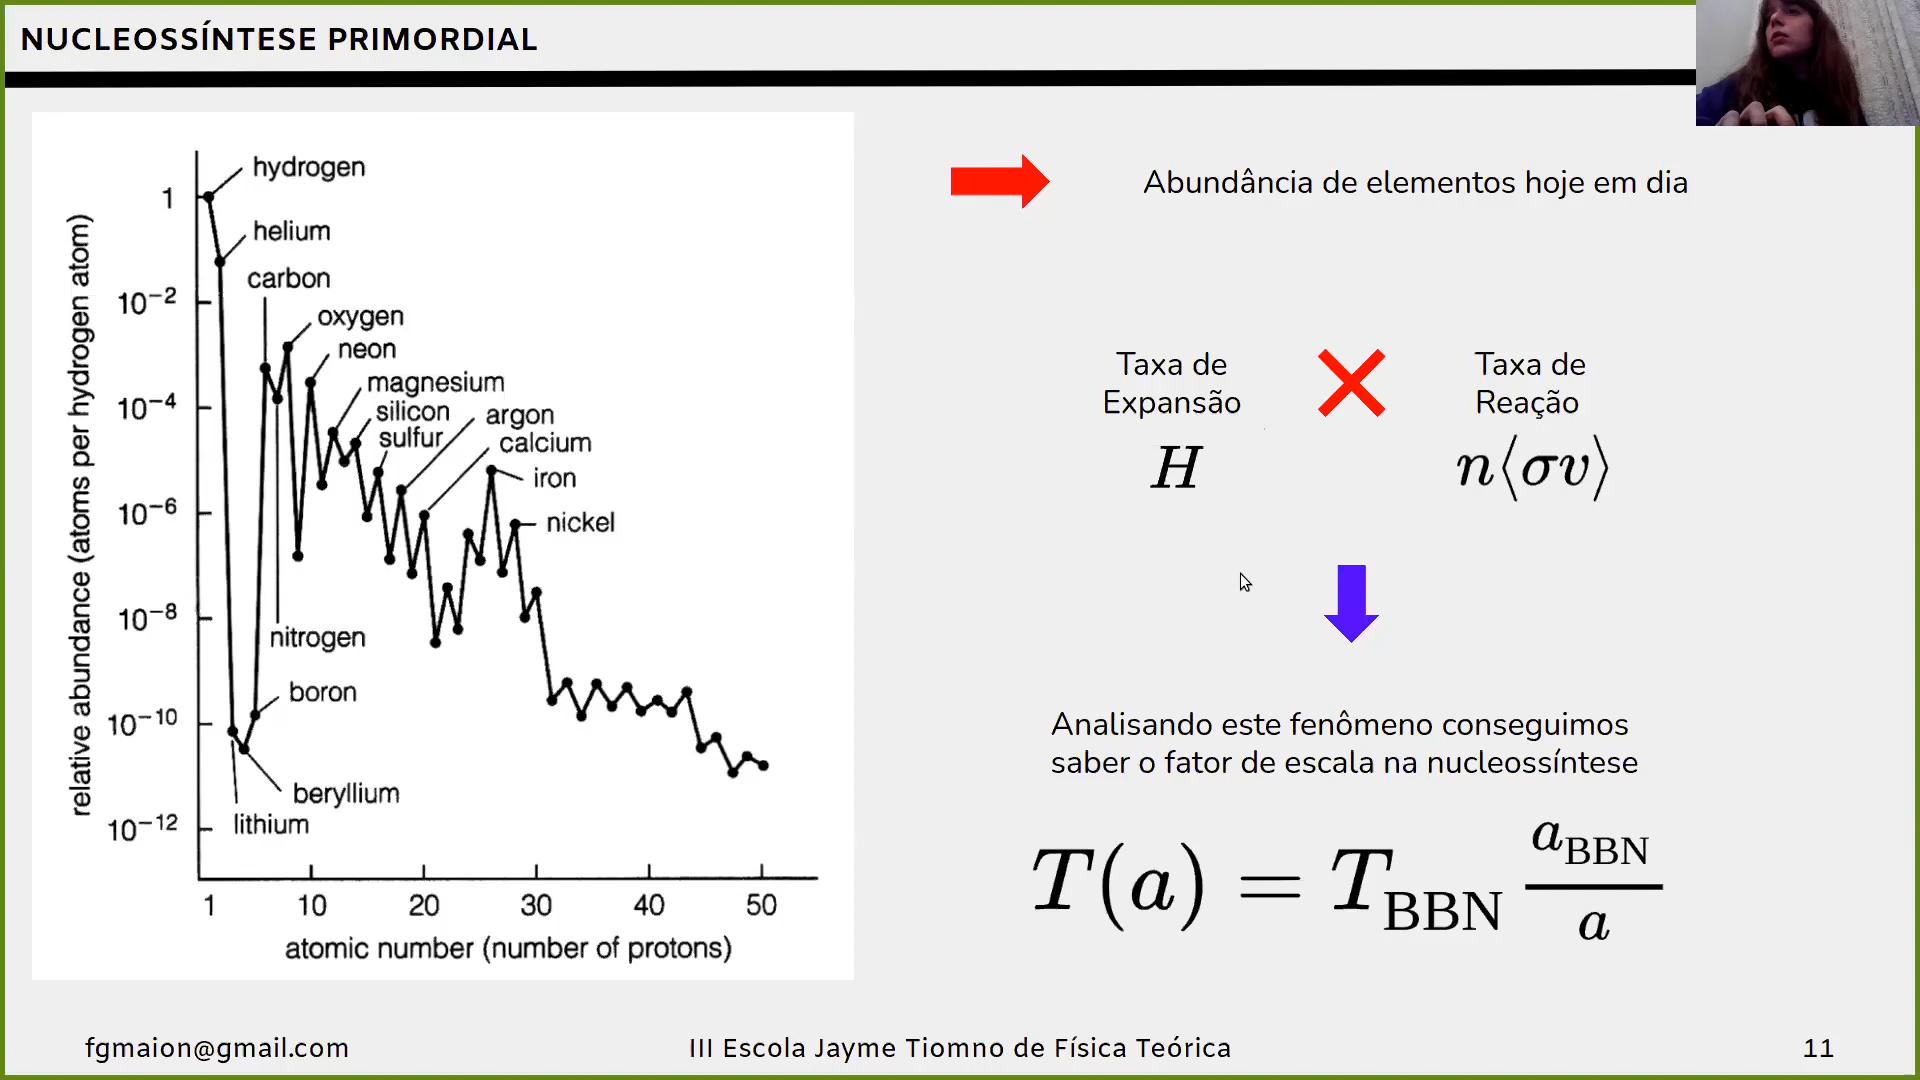 NUCLEOSSÍNTESE PRIMORDIAL
hydrogen
helium
carbon
oxygen
neon
magnesium
silicon
sulfur
argon
calcium
iron
nickel
nitrogen
boron
beryllium
lithium
relative abundance (atoms per hydrogen atom)
1
10⁻²
10⁻⁴
10⁻⁶
10⁻⁸
10⁻¹⁰
10⁻¹²
1 10 20 30 40 50
atomic number (number of protons)
Abundância de elementos hoje em dia
Taxa de
Expansão
H
Taxa de
Reação
n⟨σv⟩
Analisando este fenômeno conseguimos
saber o fator de escala na nucleossíntese
T(a) = T_BBN a_BBN / a
fgmaion@gmail.com
III Escola Jayme Tiomno de Física Teórica
11